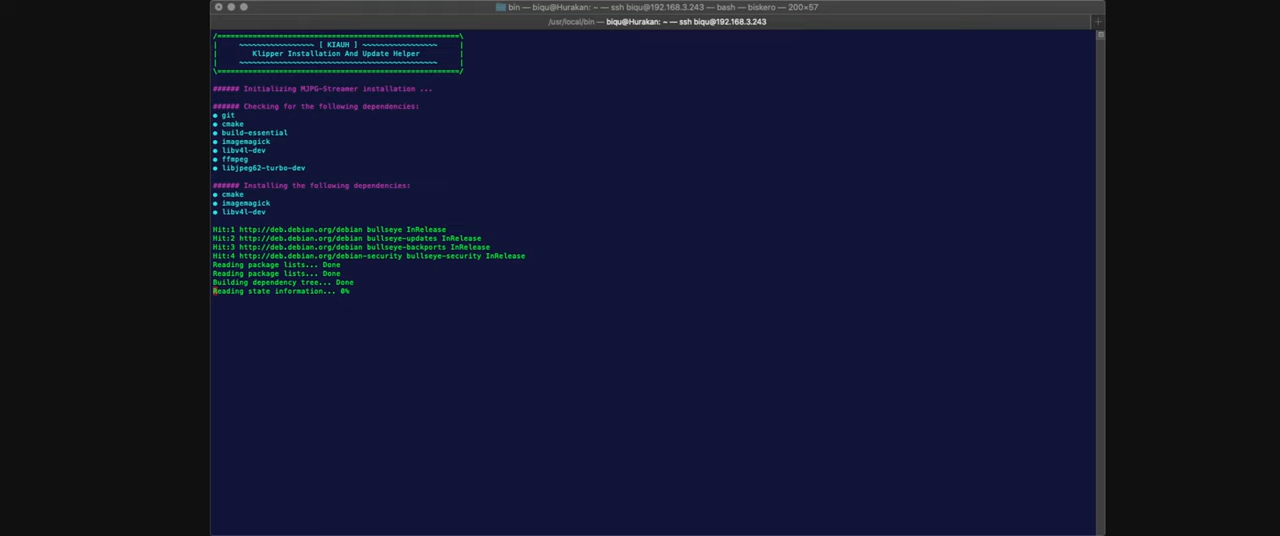 bin — biqu@Hurakan: ~ — ssh biqu@192.168.3.243 — bash — biskero — 200×57
/usr/local/bin — biqu@Hurakan: ~ — ssh biqu@192.168.3.243
/=======================================================\
|     ~~~~~~~~~~~~~~~~~ [ KIAUH ] ~~~~~~~~~~~~~~~~~     |
|        Klipper Installation And Update Helper         |
|     ~~~~~~~~~~~~~~~~~~~~~~~~~~~~~~~~~~~~~~~~~~~~~     |
\=======================================================/
###### Initializing MJPG-Streamer installation ...
###### Checking for the following dependencies:
● git
● cmake
● build-essential
● imagemagick
● libv4l-dev
● ffmpeg
● libjpeg62-turbo-dev
###### Installing the following dependencies:
● cmake
● imagemagick
● libv4l-dev
Hit:1 http://deb.debian.org/debian bullseye InRelease
Hit:2 http://deb.debian.org/debian bullseye-updates InRelease
Hit:3 http://deb.debian.org/debian bullseye-backports InRelease
Hit:4 http://deb.debian.org/debian-security bullseye-security InRelease
Reading package lists... Done
Reading package lists... Done
Building dependency tree... Done
Reading state information... 0%